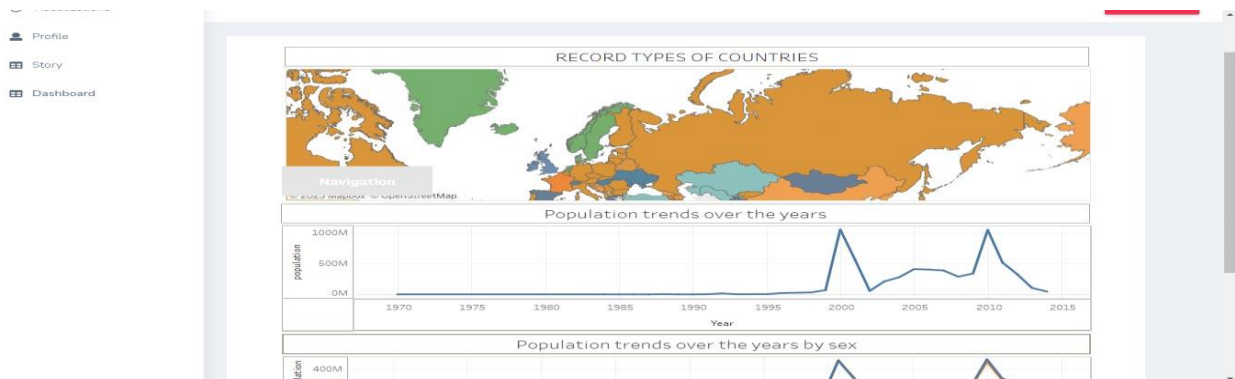 Profile
Story
Dashboard
RECORD TYPES OF COUNTRIES
Navigation
© 2023 Mapbox © OpenStreetMap
Population trends over the years
1000M
500M
0M
population
1970 1975 1980 1985 1990 1995 2000 2005 2010 2015
Year
Population trends over the years by sex
400M